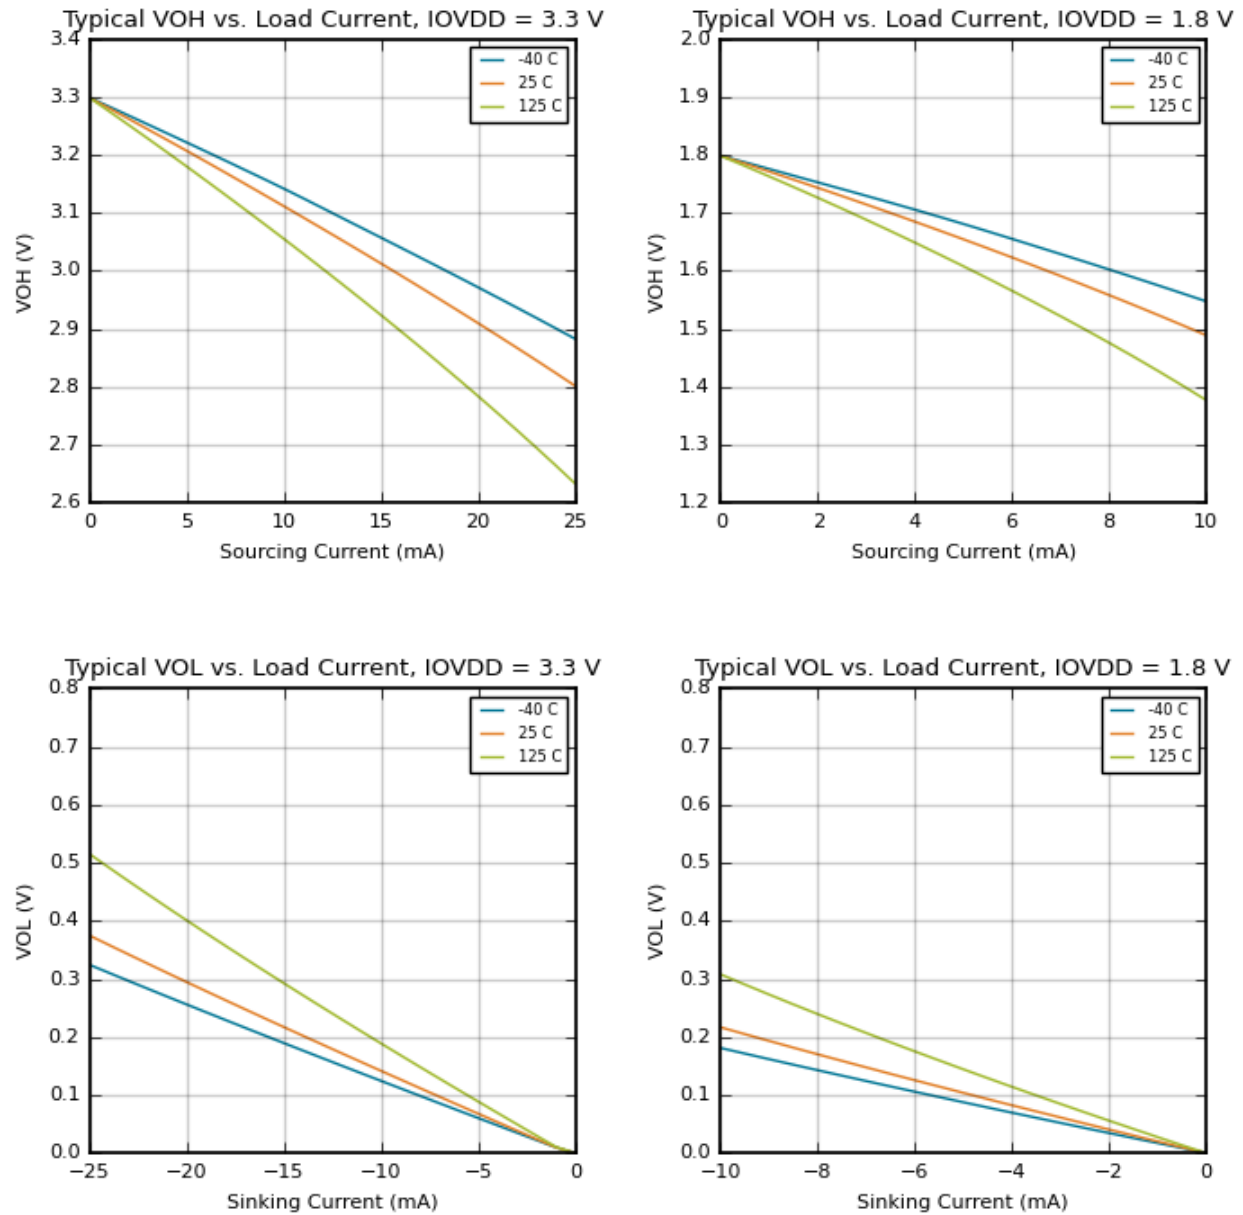 Typical VOH vs. Load Current, IOVDD = 3.3 V
3.4
3.3
3.2
3.1
3.0
2.9
2.8
2.7
2.6
VOH (V)
-40 C
25 C
125 C
0 5 10 15 20 25
Sourcing Current (mA)
Typical VOH vs. Load Current, IOVDD = 1.8 V
2.0
1.9
1.8
1.7
1.6
1.5
1.4
1.3
1.2
VOH (V)
-40 C
25 C
125 C
0 2 4 6 8 10
Sourcing Current (mA)
Typical VOL vs. Load Current, IOVDD = 3.3 V
0.8
0.7
0.6
0.5
0.4
0.3
0.2
0.1
0.0
VOL (V)
-40 C
25 C
125 C
−25 −20 −15 −10 −5 0
Sinking Current (mA)
Typical VOL vs. Load Current, IOVDD = 1.8 V
0.8
0.7
0.6
0.5
0.4
0.3
0.2
0.1
0.0
VOL (V)
-40 C
25 C
125 C
−10 −8 −6 −4 −2 0
Sinking Current (mA)